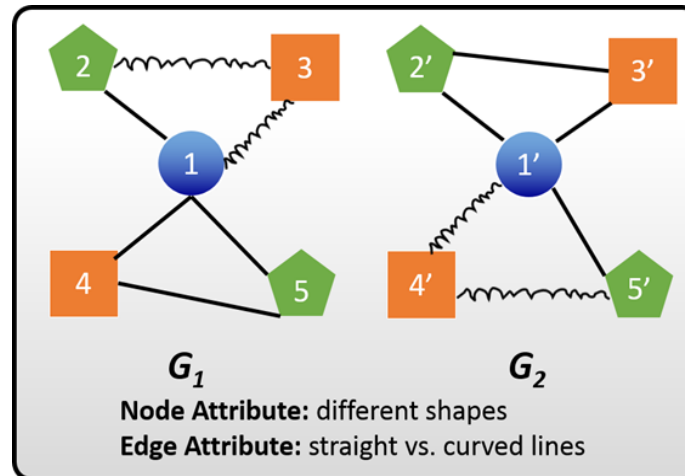 2 3 2' 3'
1 1'
4 5 4' 5'
G1 G2
Node Attribute: different shapes
Edge Attribute: straight vs. curved lines